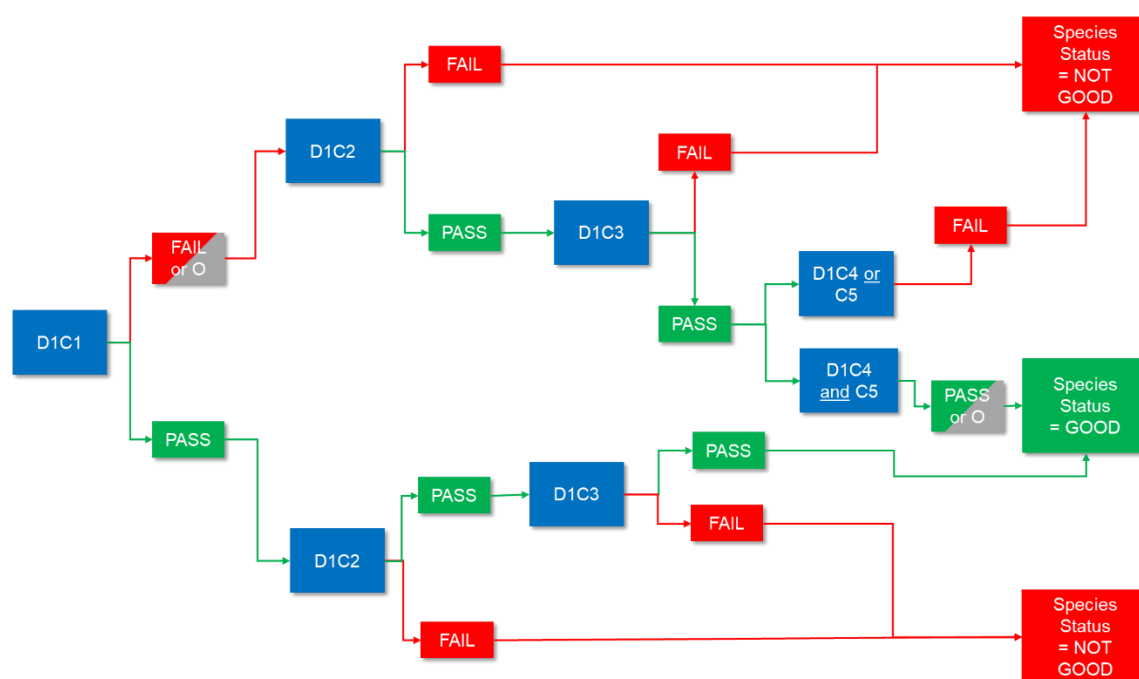 Species
Status
= NOT
GOOD
FAIL
D1C2
FAIL
PASS
D1C3
FAIL
FAIL
or O
D1C4 or
C5
D1C1
PASS
D1C4
and C5
PASS
or O
Species
Status
= GOOD
PASS
PASS
PASS
D1C3
FAIL
D1C2
FAIL
Species
Status
= NOT
GOOD